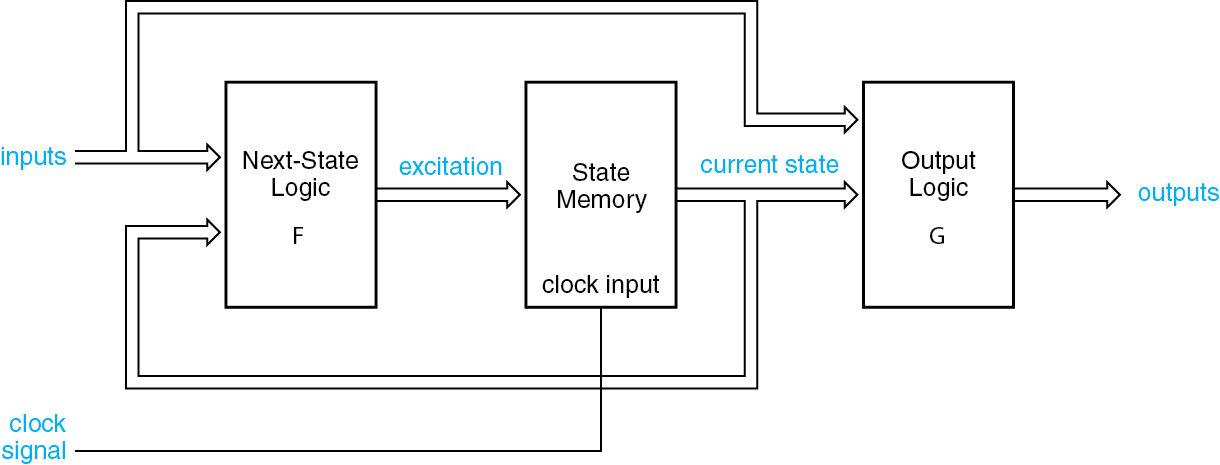 inputs
Next-State
Logic
F
excitation
State
Memory
clock input
current state
Output
Logic
G
outputs
clock
signal